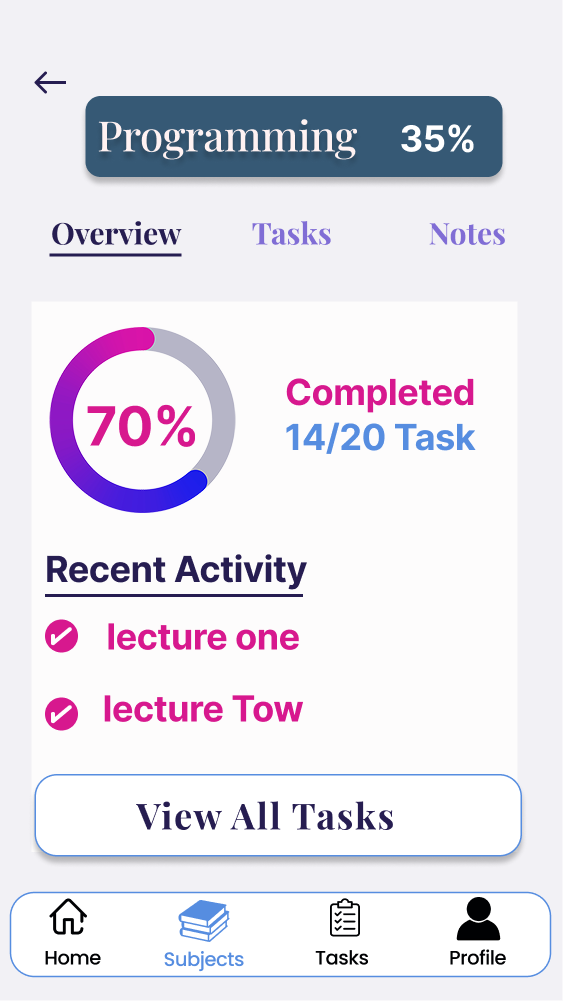 Programming 35%
Overview Tasks Notes
70%
Completed
14/20 Task
Recent Activity
lecture one
lecture Tow
View All Tasks
Home Subjects Tasks Profile